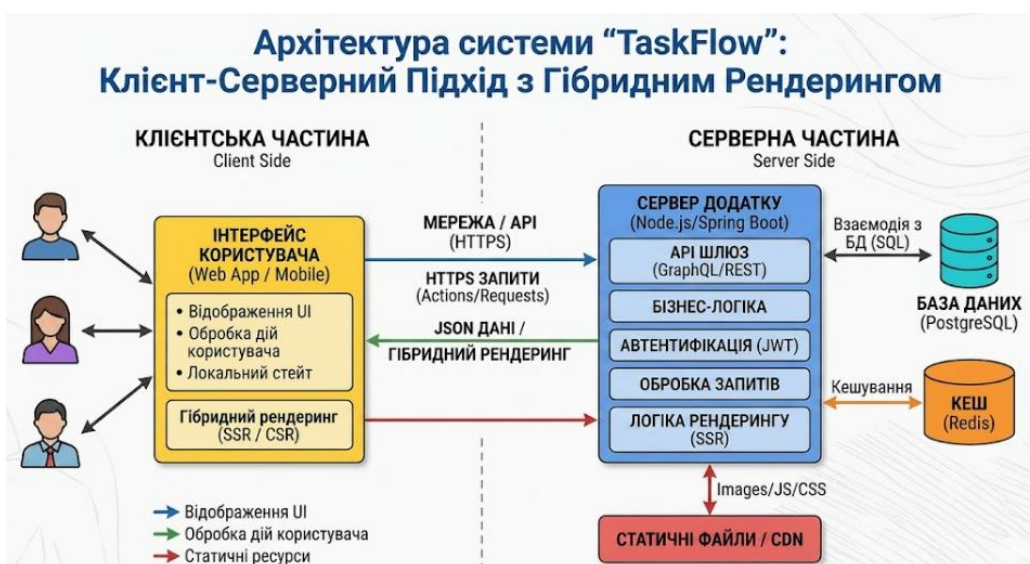 Архітектура системи “TaskFlow”:
Клієнт-Серверний Підхід з Гібридним Рендерингом
КЛІЄНТСЬКА ЧАСТИНА
Client Side
ІНТЕРФЕЙС
КОРИСТУВАЧА
(Web App / Mobile)
• Відображення UI
• Обробка дій
користувача
• Локальний стейт
Гібридний рендеринг
(SSR / CSR)
МЕРЕЖА / API
(HTTPS)
HTTPS ЗАПИТИ
(Actions/Requests)
JSON ДАНІ /
ГІБРИДНИЙ РЕНДЕРИНГ
СЕРВЕРНА ЧАСТИНА
Server Side
СЕРВЕР ДОДАТКУ
(Node.js/Spring Boot)
АРІ ШЛЮЗ
(GraphQL/REST)
БІЗНЕС-ЛОГІКА
АВТЕНТИФІКАЦІЯ (JWT)
ОБРОБКА ЗАПИТІВ
ЛОГІКА РЕНДЕРИНГУ
(SSR)
Взаємодія з
БД (SQL)
БАЗА ДАНИХ
(PostgreSQL)
Кешування
КЕШ
(Redis)
Images/JS/CSS
СТАТИЧНІ ФАЙЛИ / CDN
Відображення UI
Обробка дій користувача
Статичні ресурси